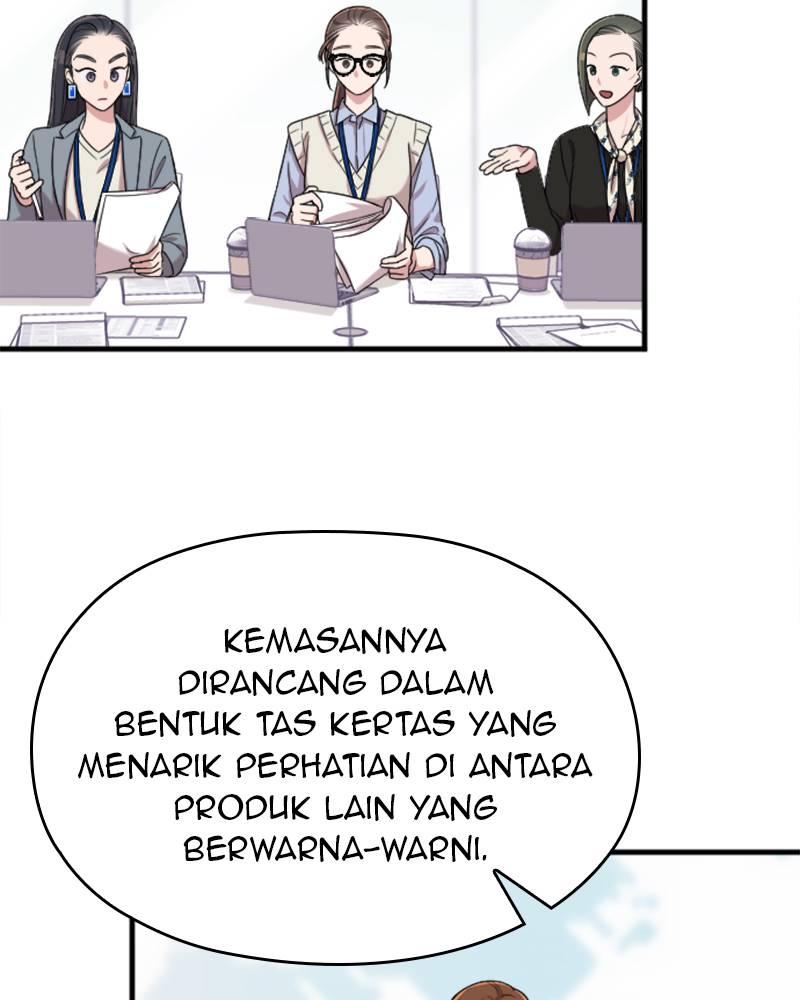 KEMASANNYA
DIRANCANG DALAM
BENTUK TAS KERTAS YANG
MENARIK PERHATIAN DI ANTARA
PRODUK LAIN YANG
BERWARNA-WARNI.